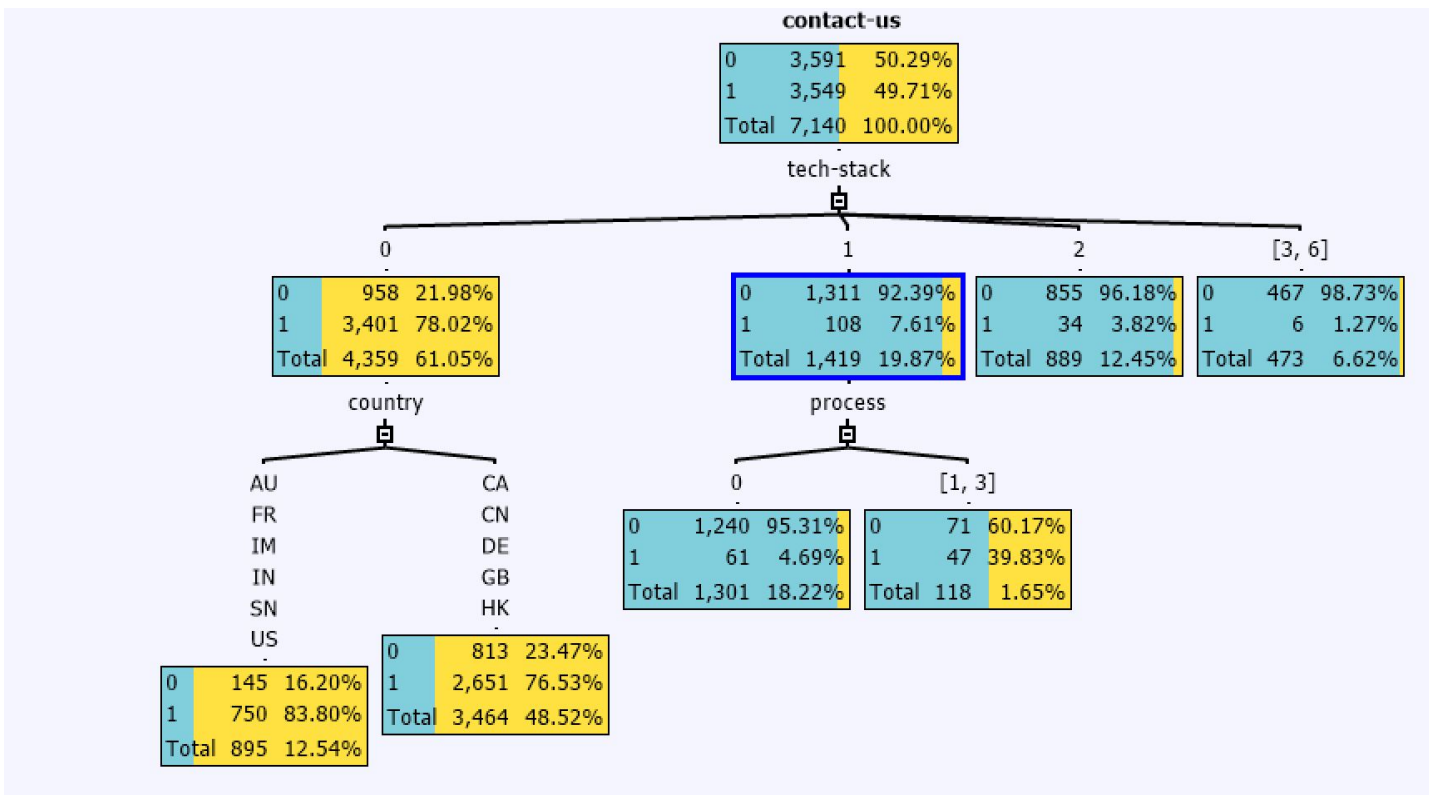 contact-us
0 3,591 50.29%
1 3,549 49.71%
Total 7,140 100.00%
tech-stack
0 1 2 [3, 6]
0 958 21.98%
1 3,401 78.02%
Total 4,359 61.05%
0 1,311 92.39%
1 108 7.61%
Total 1,419 19.87%
0 855 96.18%
1 34 3.82%
Total 889 12.45%
0 467 98.73%
1 6 1.27%
Total 473 6.62%
country
AU
FR
IM
IN
SN
US
0 145 16.20%
1 750 83.80%
Total 895 12.54%
CA
CN
DE
GB
HK
0 813 23.47%
1 2,651 76.53%
Total 3,464 48.52%
process
0
0 1,240 95.31%
1 61 4.69%
Total 1,301 18.22%
[1, 3]
0 71 60.17%
1 47 39.83%
Total 118 1.65%